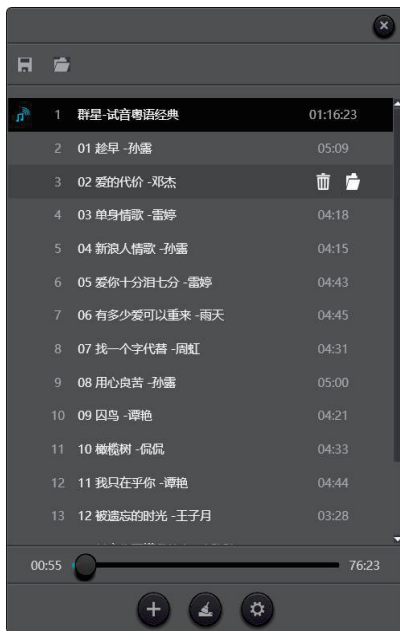 1 群星-试音粤语经典 01:16:23
2 01 趁早 -孙露 05:09
3 02 爱的代价 -邓杰
4 03 单身情歌 -雷婷 04:18
5 04 新浪人情歌 -孙露 04:15
6 05 爱你十分泪七分 -雷婷 04:43
7 06 有多少爱可以重来 -雨天 04:45
8 07 找一个字代替 -周虹 04:31
9 08 用心良苦 -孙露 05:00
10 09 囚鸟 -谭艳 04:21
11 10 橄榄树 -侃侃 04:33
12 11 我只在乎你 -谭艳 04:44
13 12 被遗忘的时光 -王子月 03:28
00:55 76:23